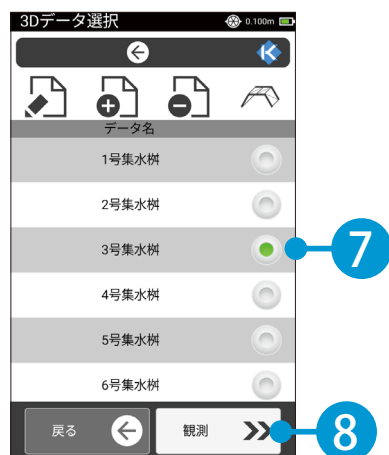 3Dデータ選択 0.100m
データ名
1号集水桝
2号集水桝
3号集水桝
7
4号集水桝
5号集水桝
6号集水桝
戻る 観測
8